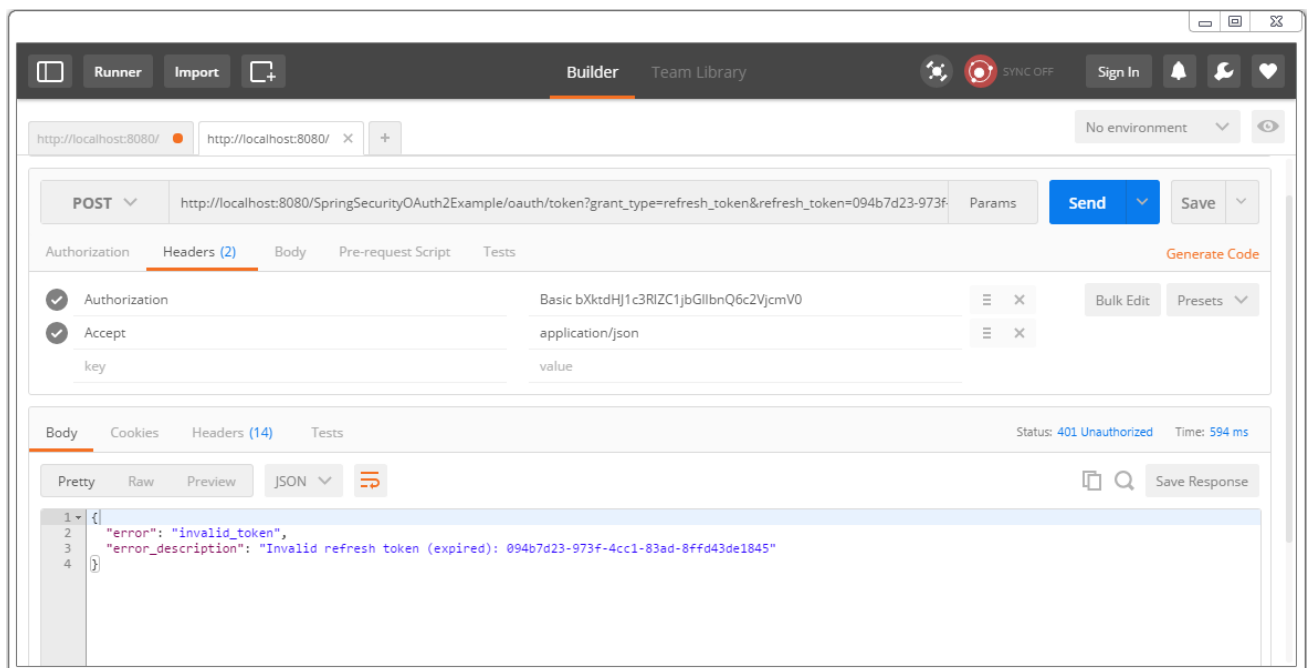 Runner Import Builder Team Library SYNC OFF Sign In
http://localhost:8080/ http://localhost:8080/ + No environment
POST http://localhost:8080/SpringSecurityOAuth2Example/oauth/token?grant_type=refresh_token&refresh_token=094b7d23-973f- Params Send Save
Authorization Headers (2) Body Pre-request Script Tests Generate Code
Authorization Basic bXktdHJ1c3RlZC1jbGllbnQ6c2VjcmV0 Bulk Edit Presets
Accept application/json
key value
Body Cookies Headers (14) Tests Status: 401 Unauthorized Time: 594 ms
Pretty Raw Preview JSON Save Response
1 {
2 "error": "invalid_token",
3 "error_description": "Invalid refresh token (expired): 094b7d23-973f-4cc1-83ad-8ffd43de1845"
4 }